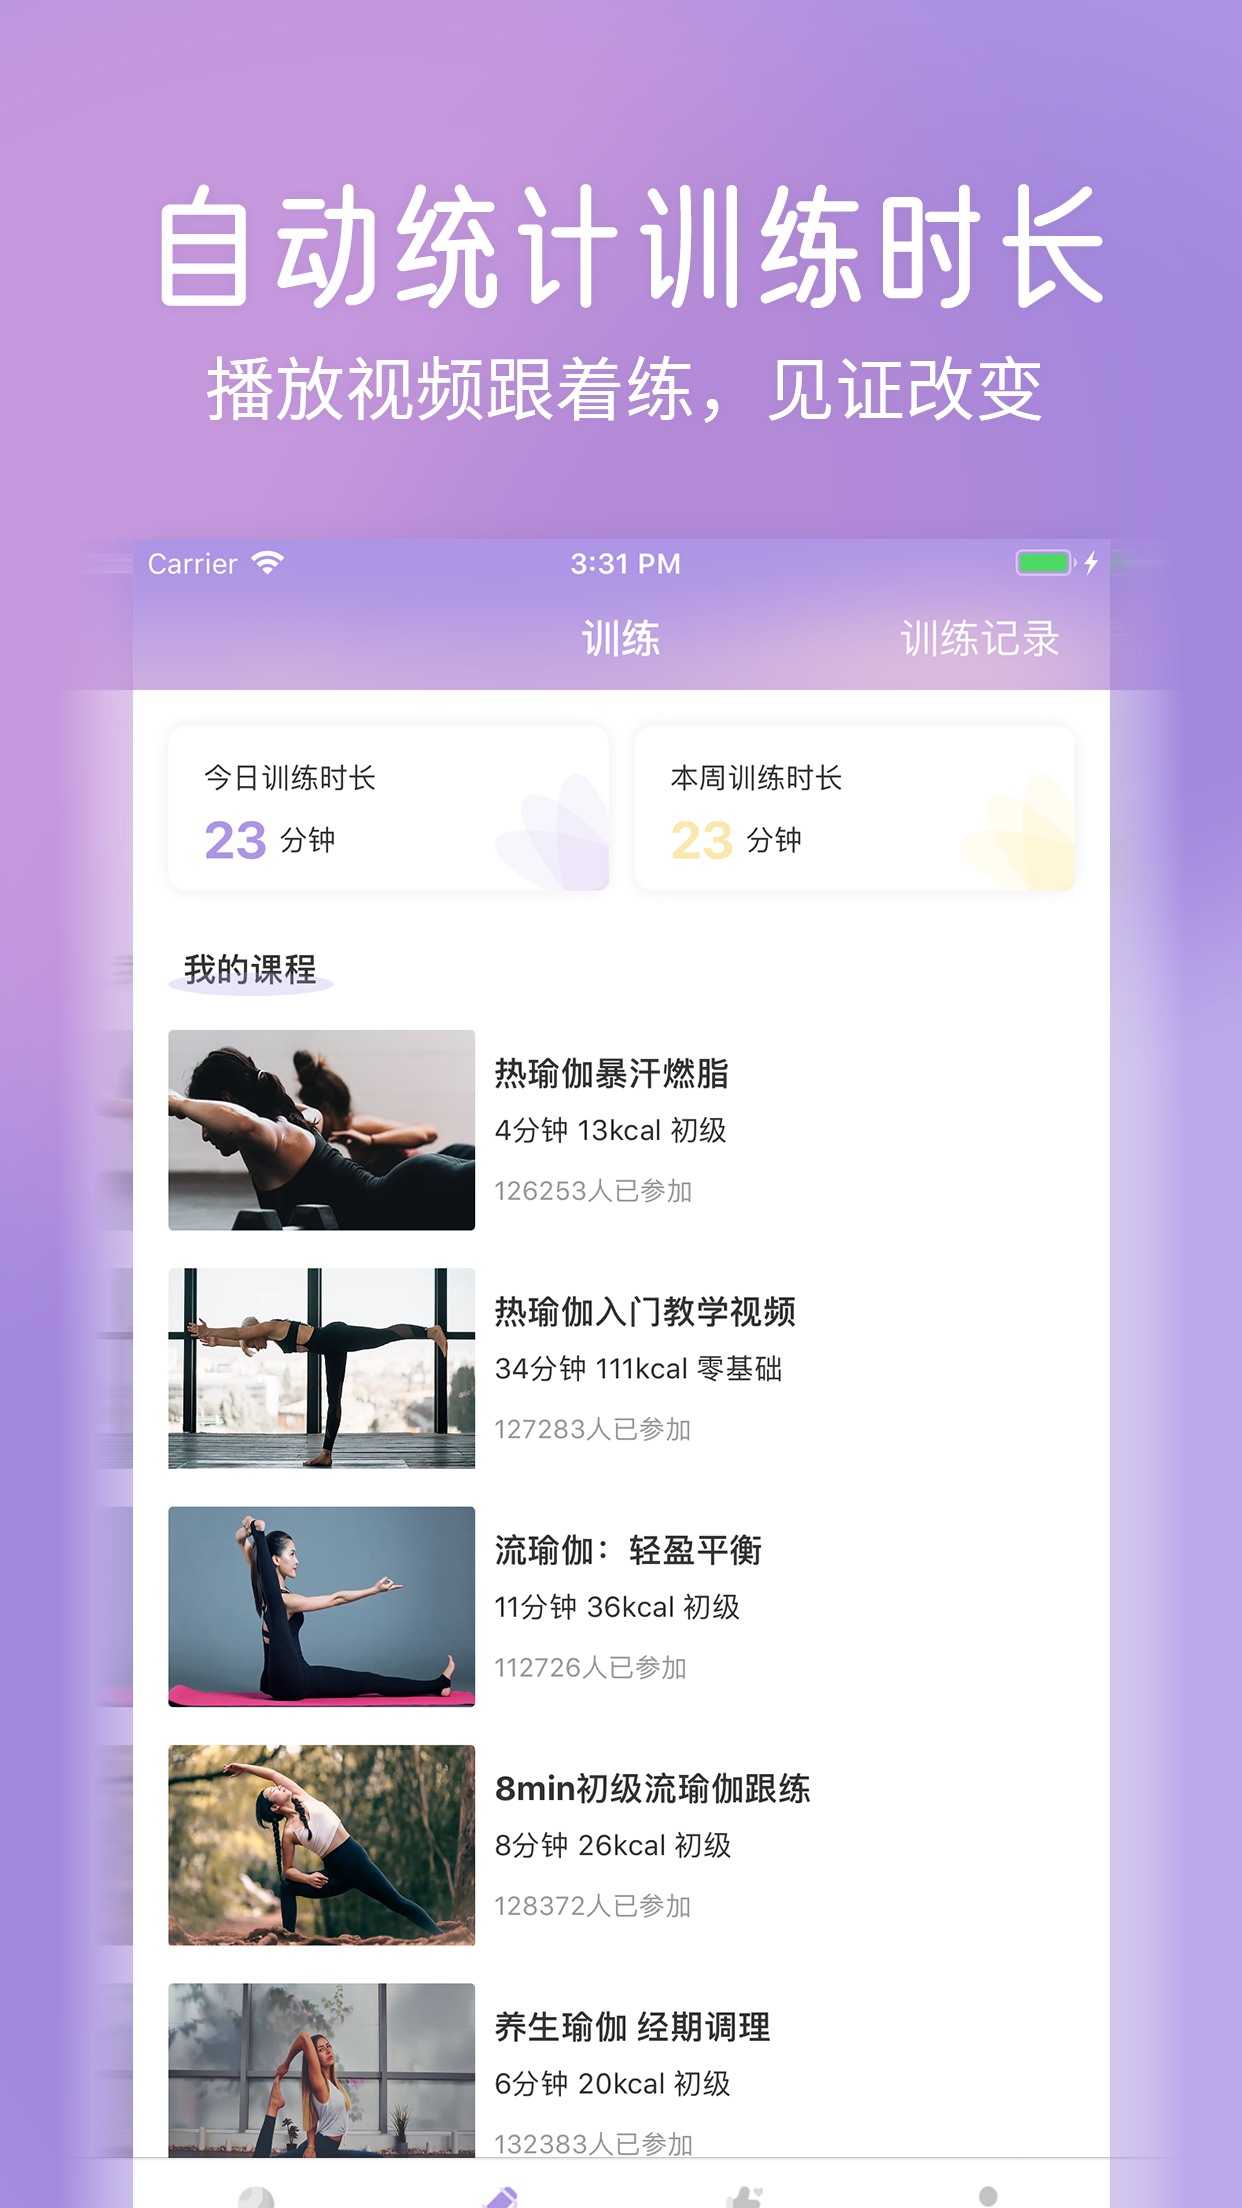 自动统计训练时长
播放视频跟着练，见证改变
Carrier 3:31 PM
训练 训练记录
今日训练时长
23 分钟
本周训练时长
23 分钟
我的课程
热瑜伽暴汗燃脂
4分钟 13kcal 初级
126253人已参加
热瑜伽入门教学视频
34分钟 111kcal 零基础
127283人已参加
流瑜伽：轻盈平衡
11分钟 36kcal 初级
112726人已参加
8min初级流瑜伽跟练
8分钟 26kcal 初级
128372人已参加
养生瑜伽 经期调理
6分钟 20kcal 初级
132383人已参加